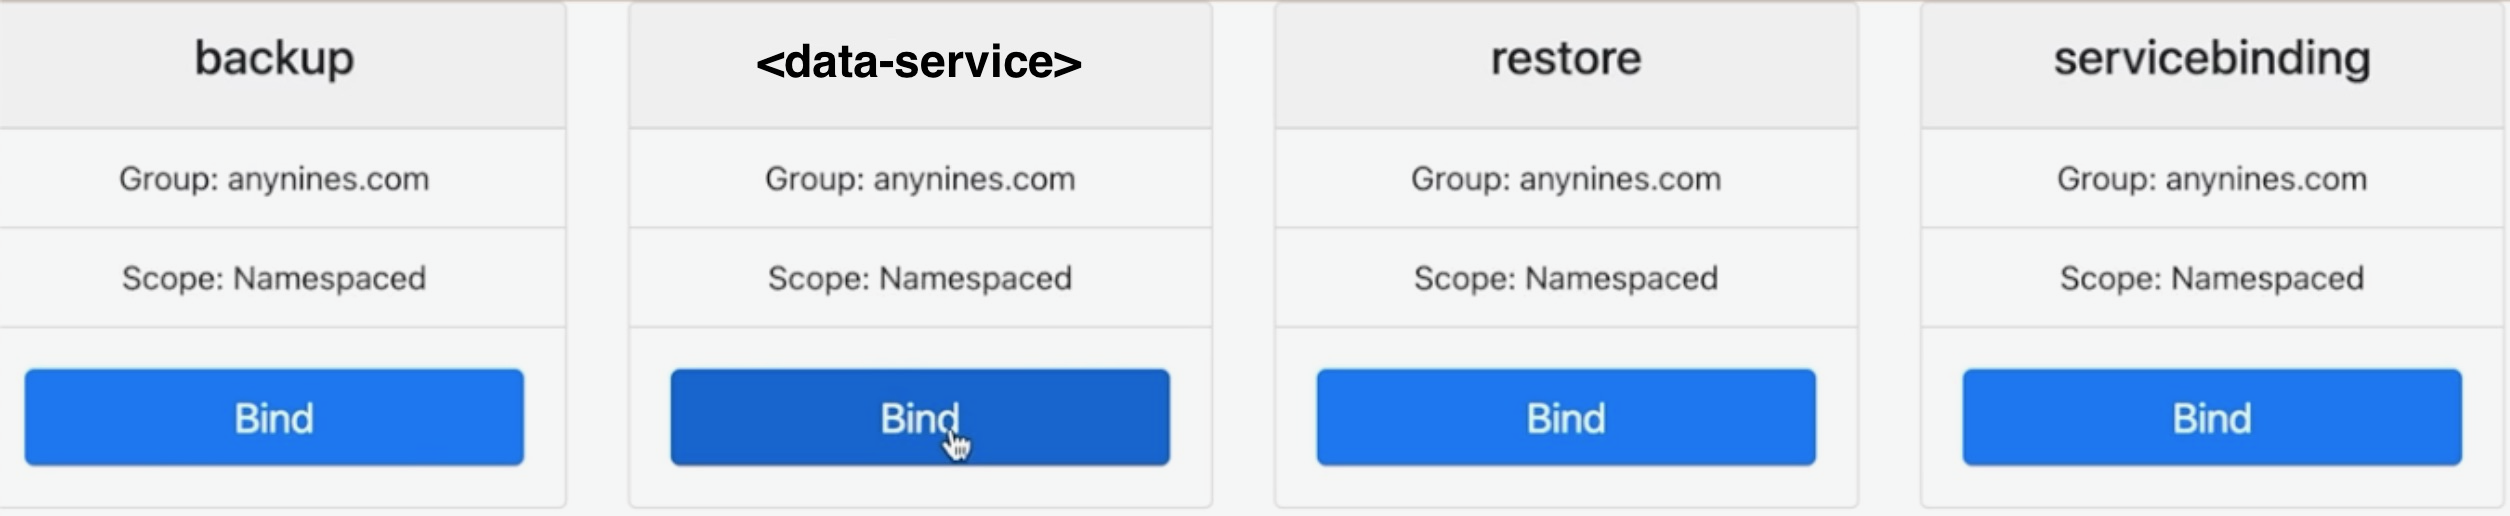 backup
Group: anynines.com
Scope: Namespaced
Bind
<data-service>
Group: anynines.com
Scope: Namespaced
Bind
restore
Group: anynines.com
Scope: Namespaced
Bind
servicebinding
Group: anynines.com
Scope: Namespaced
Bind